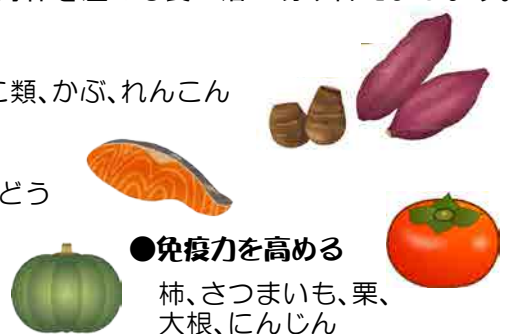 類、かぶ、れんこん
どう
●免疫力を高める
柿、さつまいも、栗、
大根、にんじん